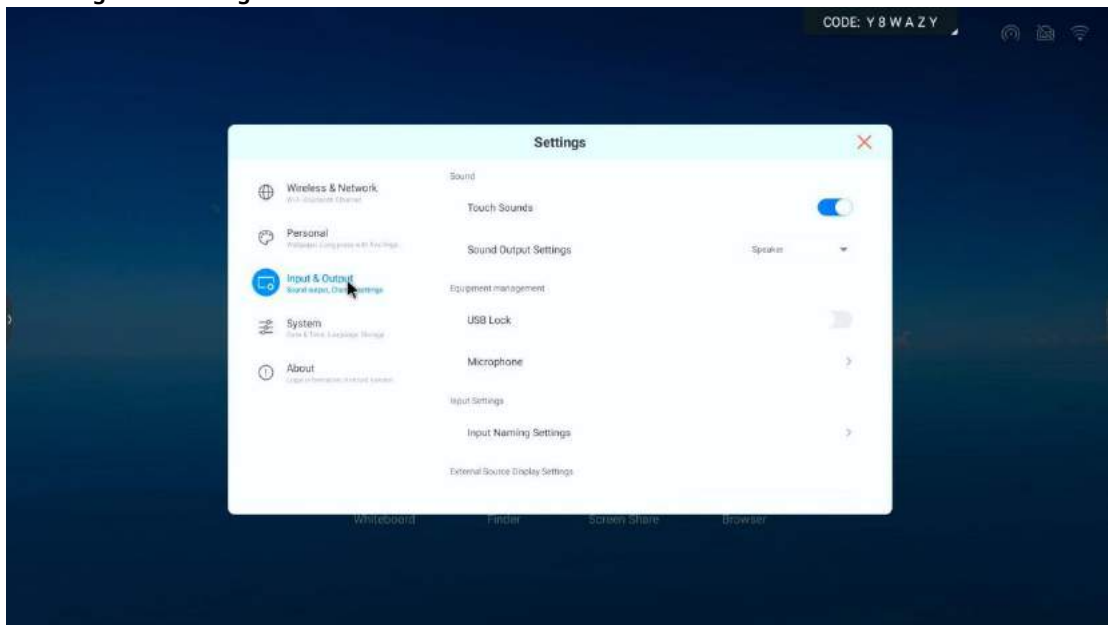 CODE: Y8WAZY
Settings
Wireless & Network
Personal
Input & Output
System
About
Sound
Touch Sounds
Sound Output Settings
Speaker
Equipment management
USB Lock
Microphone
Input Settings
Input Naming Settings
External Source Display Settings
Whiteboard
Finder
Screen Share
Browser